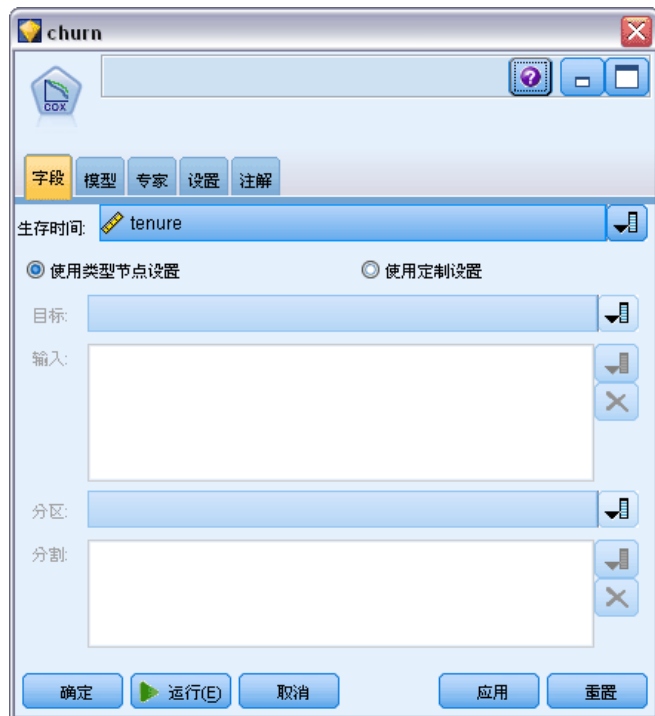 churn
COX
字段 模型 专家 设置 注解
生存时间: tenure
使用类型节点设置 使用定制设置
目标:
输入:
分区:
分割:
确定 运行(E) 取消 应用 重置